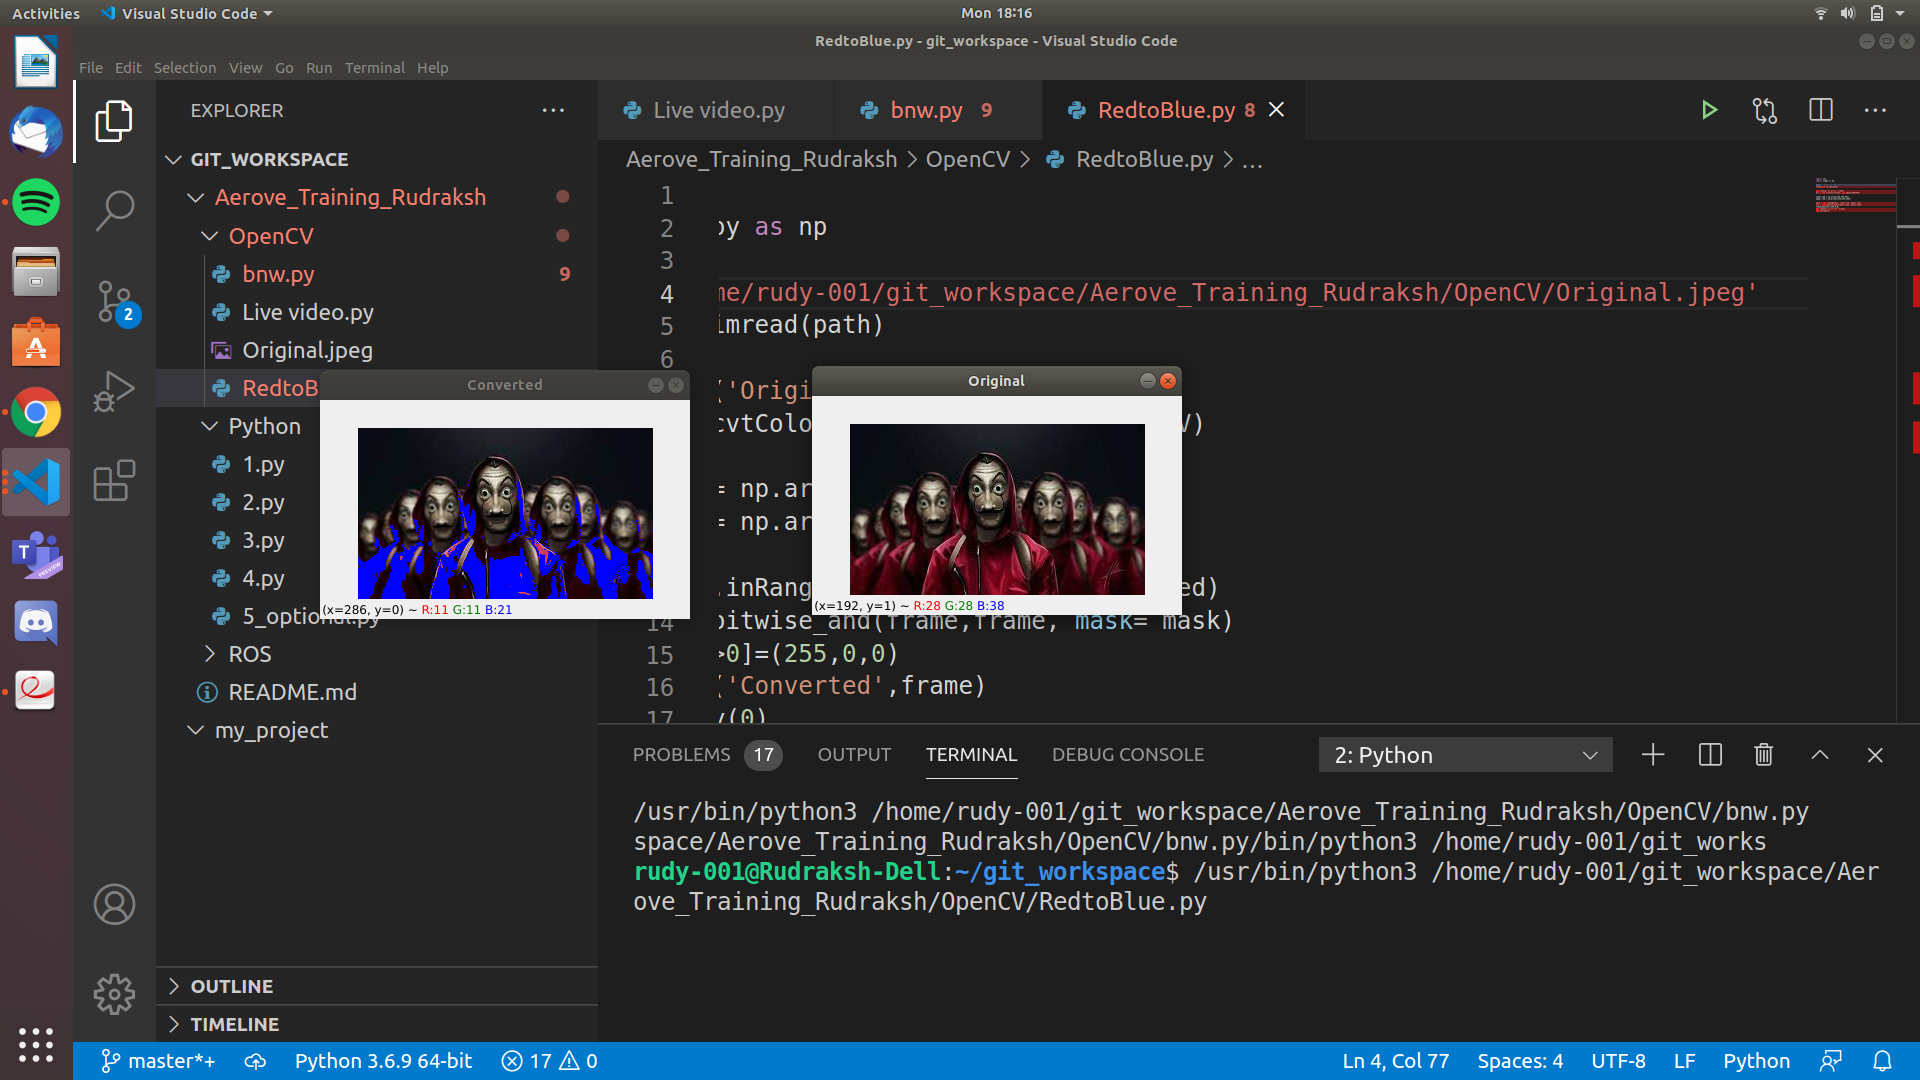 Activities Visual Studio Code Mon 18:16
RedtoBlue.py - git_workspace - Visual Studio Code
File Edit Selection View Go Run Terminal Help
EXPLORER
GIT_WORKSPACE
Aerove_Training_Rudraksh
OpenCV
bnw.py 9
Live video.py
Original.jpeg
RedtoB
Python
1.py
2.py
3.py
4.py
5_optional.py
ROS
README.md
my_project
OUTLINE
TIMELINE
2
Live video.py bnw.py 9 RedtoBlue.py 8
Aerove_Training_Rudraksh > OpenCV > RedtoBlue.py > ...
1
2 py as np
3
4 me/rudy-001/git_workspace/Aerove_Training_Rudraksh/OpenCV/Original.jpeg'
5 imread(path)
6
('Origi
cvtColo V)
= np.ar
= np.ar
.inRang ed)
14 bitwise_and(frame,frame, mask= mask)
15 >0]=(255,0,0)
16 ('Converted',frame)
17 y(0)
Converted
(x=286, y=0) ~ R:11 G:11 B:21
Original
(x=192, y=1) ~ R:28 G:28 B:38
PROBLEMS 17 OUTPUT TERMINAL DEBUG CONSOLE 2: Python
/usr/bin/python3 /home/rudy-001/git_workspace/Aerove_Training_Rudraksh/OpenCV/bnw.py
space/Aerove_Training_Rudraksh/OpenCV/bnw.py/bin/python3 /home/rudy-001/git_works
rudy-001@Rudraksh-Dell:~/git_workspace$ /usr/bin/python3 /home/rudy-001/git_workspace/Aer
ove_Training_Rudraksh/OpenCV/RedtoBlue.py
master*+ Python 3.6.9 64-bit 17 0 Ln 4, Col 77 Spaces: 4 UTF-8 LF Python